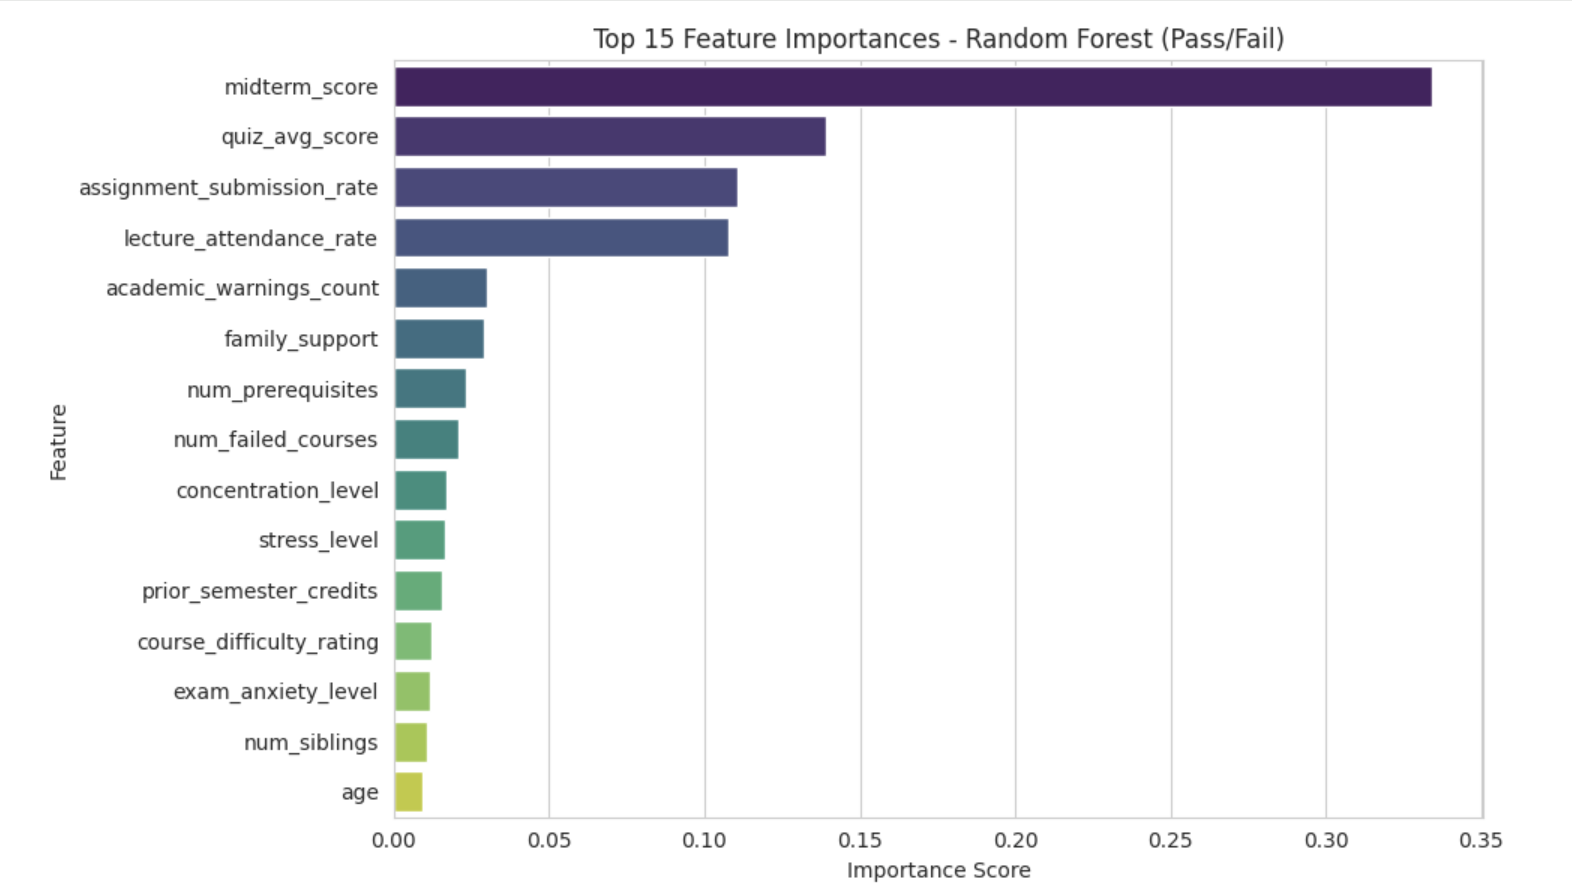 Top 15 Feature Importances - Random Forest (Pass/Fail)
midterm_score
quiz_avg_score
assignment_submission_rate
lecture_attendance_rate
academic_warnings_count
family_support
num_prerequisites
num_failed_courses
concentration_level
stress_level
prior_semester_credits
course_difficulty_rating
exam_anxiety_level
num_siblings
age
Feature
0.00 0.05 0.10 0.15 0.20 0.25 0.30 0.35
Importance Score